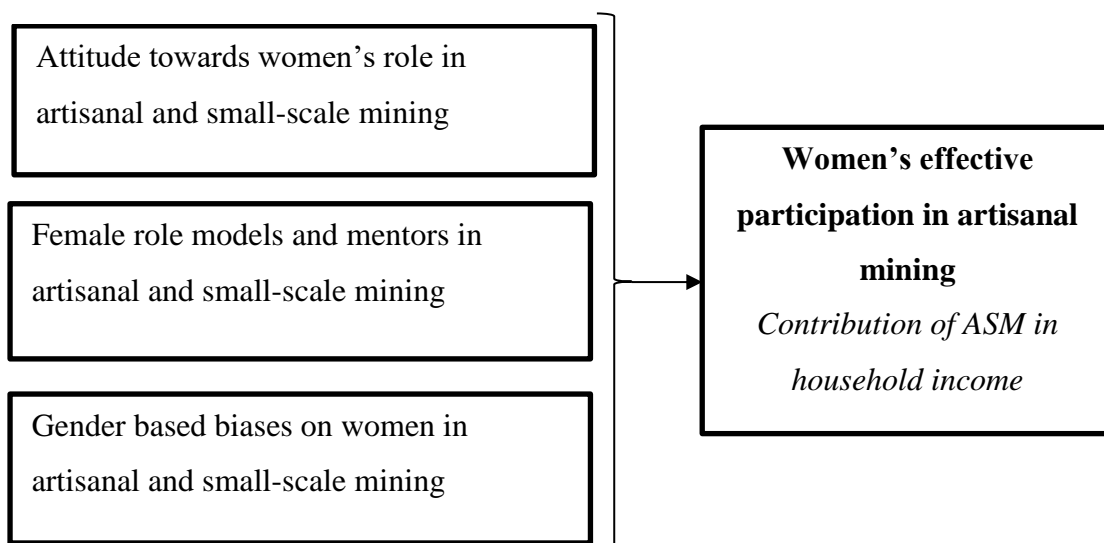 Attitude towards women’s role in
artisanal and small-scale mining
Female role models and mentors in
artisanal and small-scale mining
Gender based biases on women in
artisanal and small-scale mining
Women’s effective
participation in artisanal
mining
Contribution of ASM in
household income